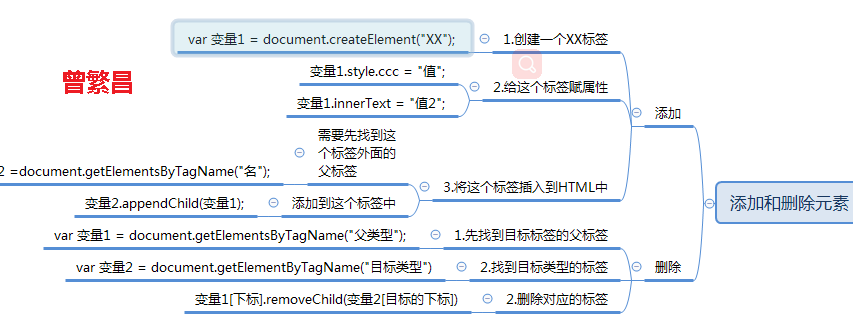 var 变量1 = document.createElement("XX");
1.创建一个XX标签
变量1.style.ccc = "值";
变量1.innerText = "值2";
2.给这个标签赋属性
添加
曾繁昌
需要先找到这
个标签外面的
父标签
2 =document.getElementsByTagName("名");
3.将这个标签插入到HTML中
变量2.appendChild(变量1);
添加到这个标签中
添加和删除元素
var 变量1 = document.getElementsByTagName("父类型");
1.先找到目标标签的父标签
var 变量2 = document.getElementByTagName("目标类型")
2.找到目标类型的标签
删除
变量1[下标].removeChild(变量2[目标的下标])
2.删除对应的标签